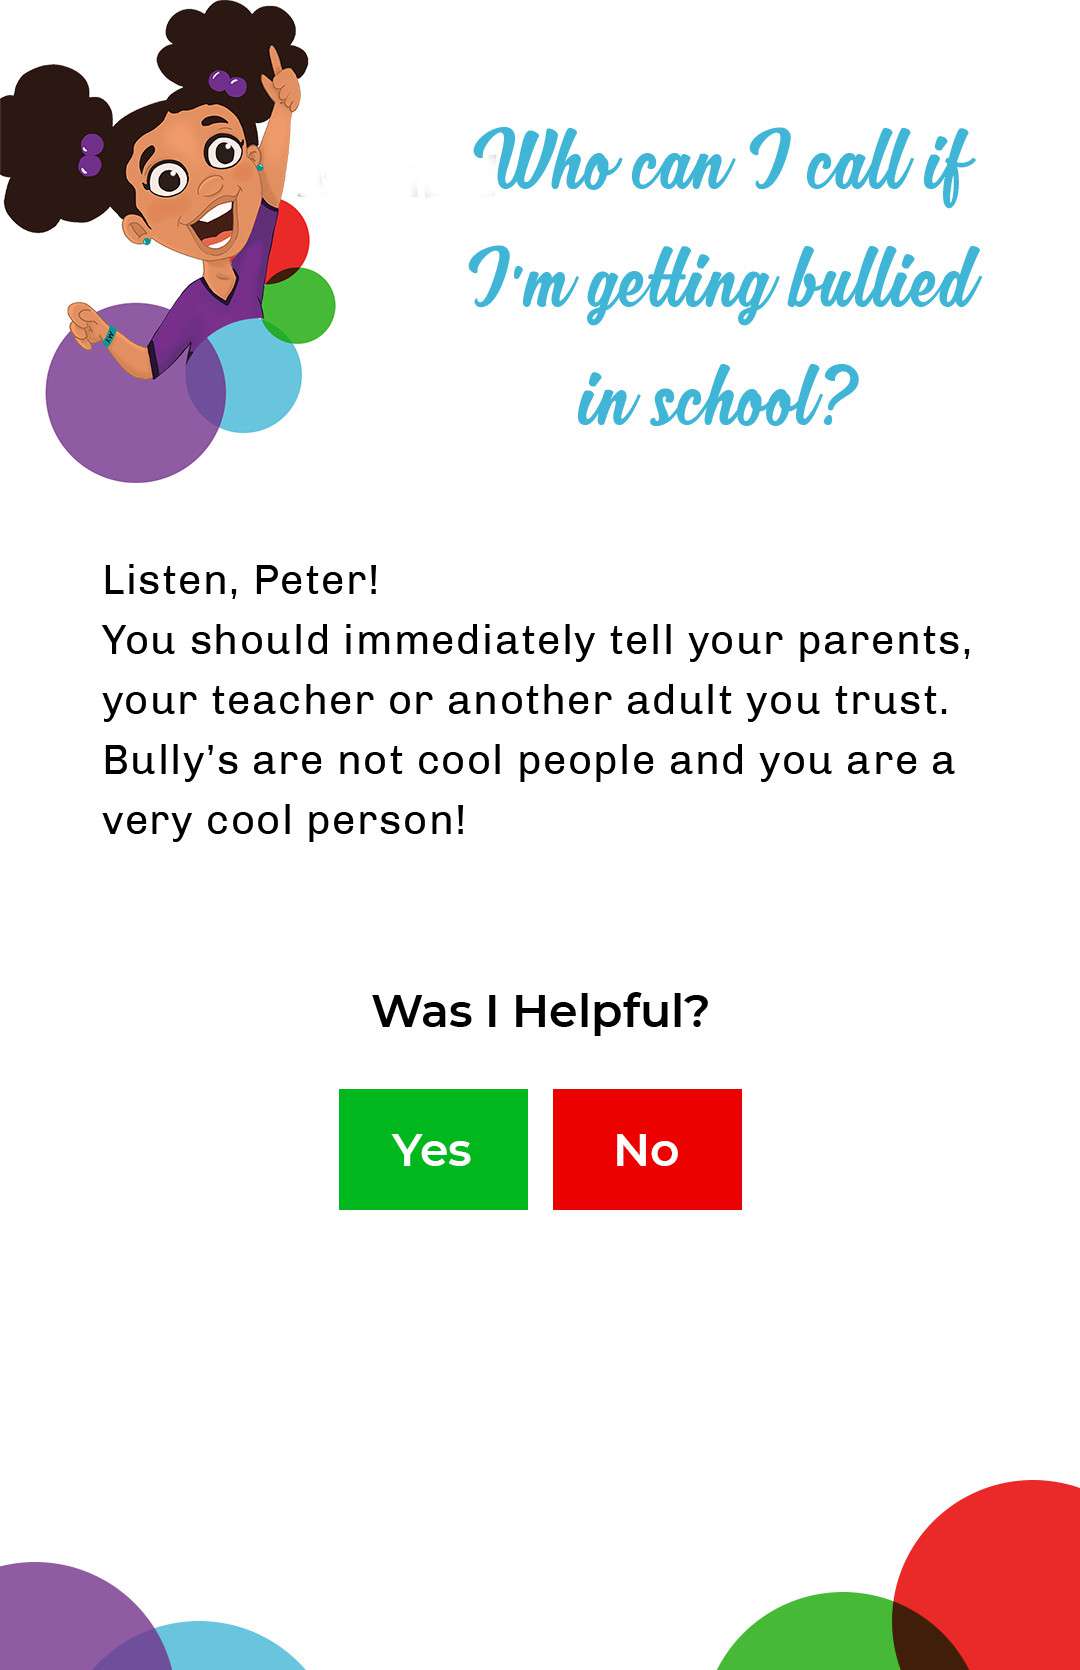 Who can I call if
I'm getting bullied
in school?
Listen, Peter!
You should immediately tell your parents,
your teacher or another adult you trust.
Bully’s are not cool people and you are a
very cool person!
Was I Helpful?
Yes No